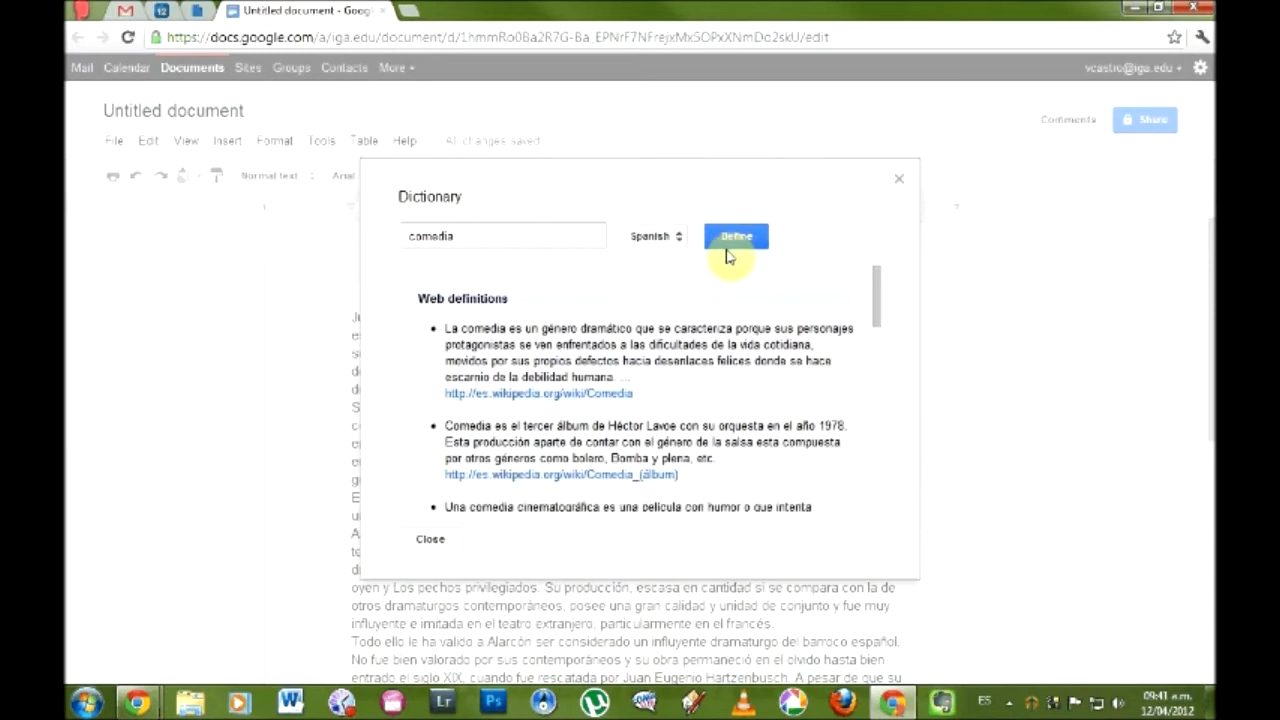 Untitled document - Goog
https://docs.google.com/a/iga.edu/document/d/1hmmRo0Ba2R7G-Ba_EPNrF7NFrejxMx5OPxXNmDo2skU/edit
Mail Calendar Documents Sites Groups Contacts More
vcastro@iga.edu
Untitled document
Comments Share
File Edit View Insert Format Tools Table Help All changes saved
Normal text Arial
Dictionary
comedia Spanish Define
Web definitions
La comedia es un género dramático que se caracteriza porque sus personajes
protagonistas se ven enfrentados a las dificultades de la vida cotidiana,
movidos por sus propios defectos hacia desenlaces felices donde se hace
escarnio de la debilidad humana. ...
http://es.wikipedia.org/wiki/Comedia
Comedia es el tercer álbum de Héctor Lavoe con su orquesta en el año 1978.
Esta producción aparte de contar con el género de la salsa esta compuesta
por otros géneros como bolero, Bomba y plena, etc.
http://es.wikipedia.org/wiki/Comedia_(álbum)
Una comedia cinematográfica es una película con humor o que intenta
Close
oyen y Los pechos privilegiados. Su producción, escasa en cantidad si se compara con la de
otros dramaturgos contemporáneos, posee una gran calidad y unidad de conjunto y fue muy
influyente e imitada en el teatro extranjero, particularmente en el francés.
Todo ello le ha valido a Alarcón ser considerado un influyente dramaturgo del barroco español.
No fue bien valorado por sus contemporáneos y su obra permaneció en el olvido hasta bien
entrado el siglo XIX, cuando fue rescatada por Juan Eugenio Hartzenbusch. A pesar de que su
W Lr Ps ES
09:41 a.m.
12/04/2012